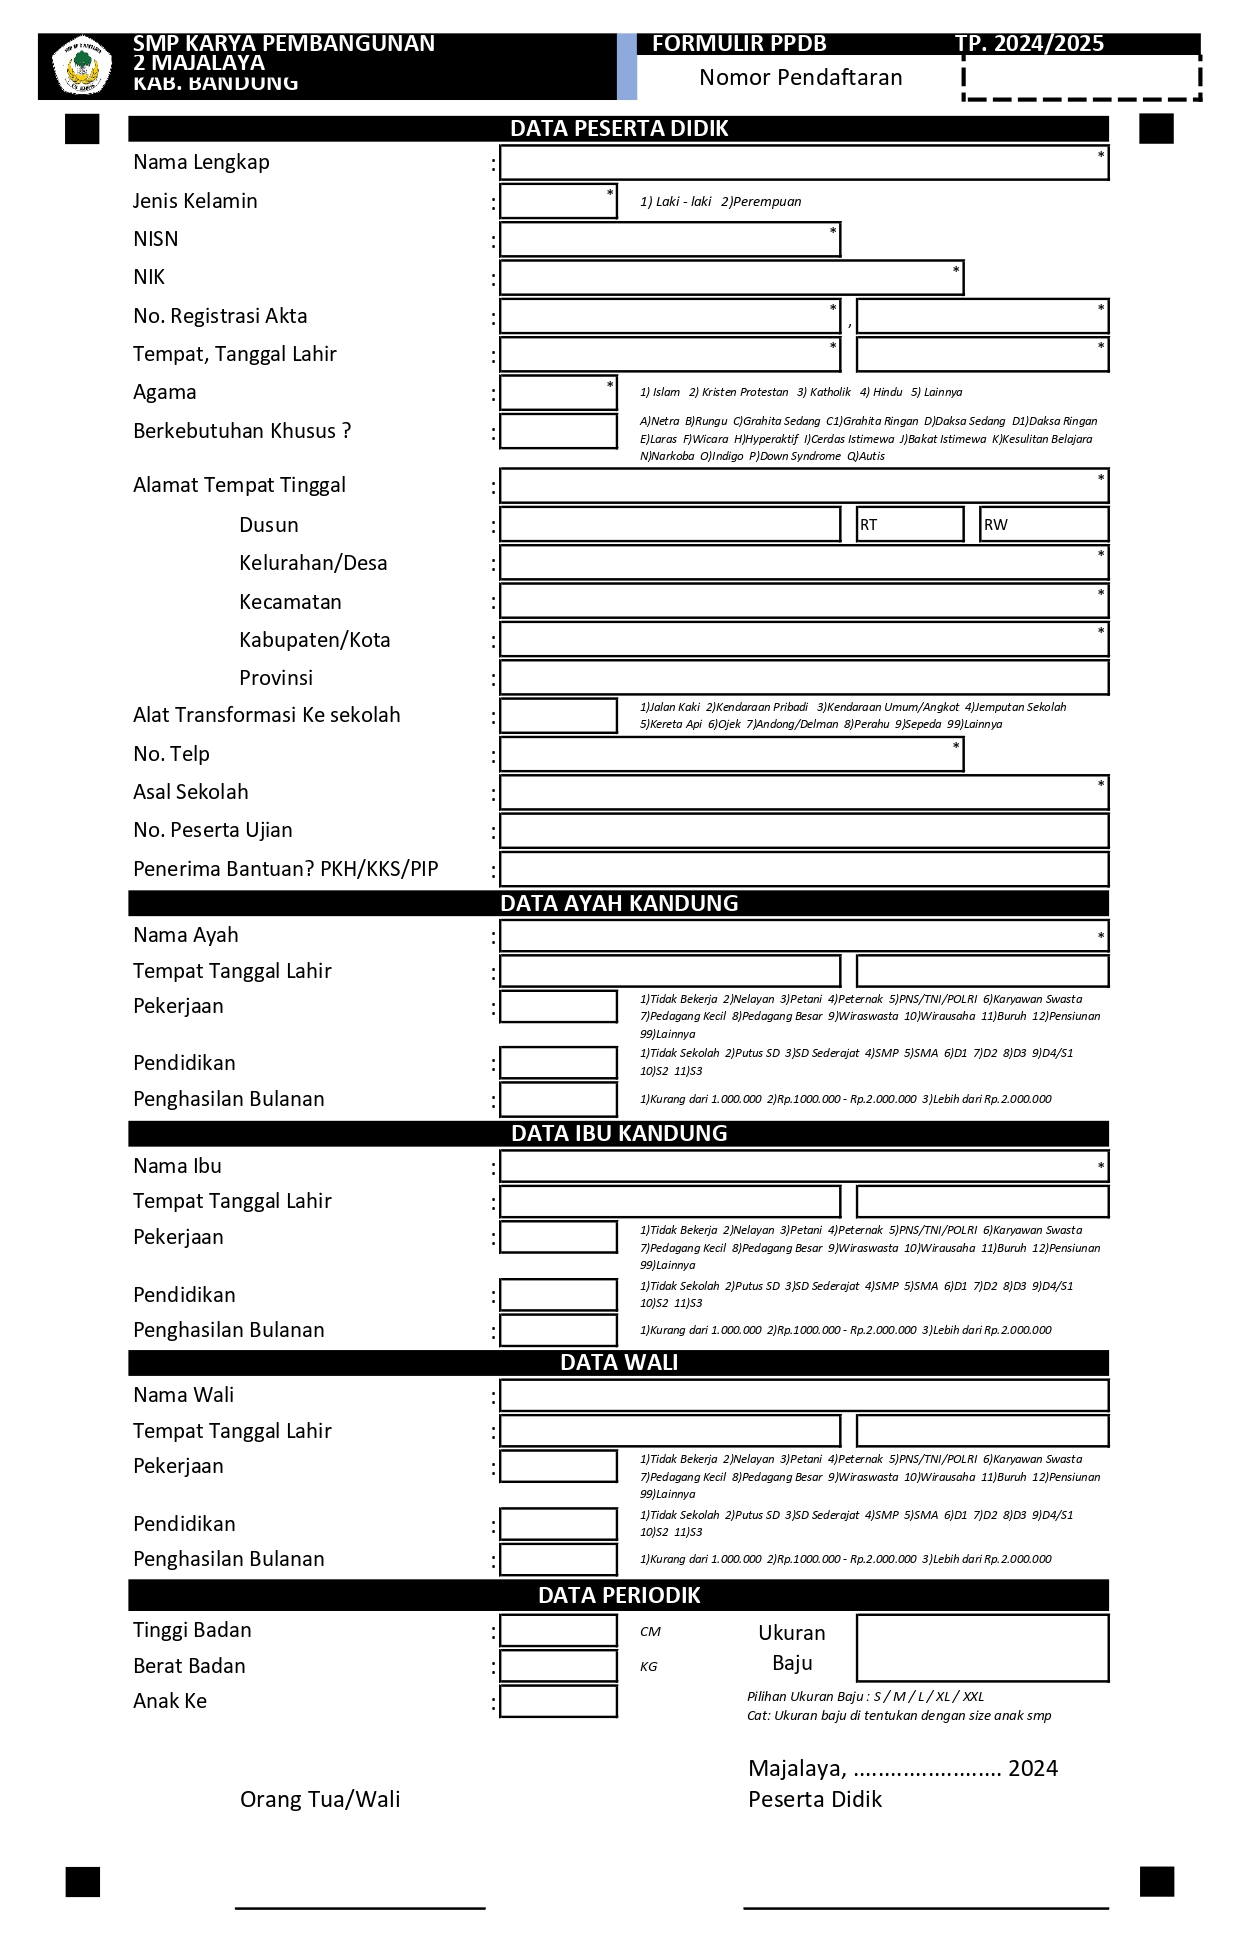 SMP KARYA PEMBANGUNAN
2 MAJALAYA
KAB. BANDUNG
FORMULIR PPDB TP. 2024/2025
Nomor Pendaftaran
DATA PESERTA DIDIK
Nama Lengkap : *
Jenis Kelamin : * 1) Laki - laki 2)Perempuan
NISN : *
NIK : *
No. Registrasi Akta : * , *
Tempat, Tanggal Lahir : * *
Agama : * 1) Islam 2) Kristen Protestan 3) Katholik 4) Hindu 5) Lainnya
Berkebutuhan Khusus ? : A)Netra B)Rungu C)Grahita Sedang C1)Grahita Ringan D)Daksa Sedang D1)Daksa Ringan
E)Laras F)Wicara H)Hyperaktif I)Cerdas Istimewa J)Bakat Istimewa K)Kesulitan Belajara
N)Narkoba O)Indigo P)Down Syndrome Q)Autis
Alamat Tempat Tinggal : *
Dusun : RT RW
Kelurahan/Desa : *
Kecamatan : *
Kabupaten/Kota : *
Provinsi :
Alat Transformasi Ke sekolah : 1)Jalan Kaki 2)Kendaraan Pribadi 3)Kendaraan Umum/Angkot 4)Jemputan Sekolah
5)Kereta Api 6)Ojek 7)Andong/Delman 8)Perahu 9)Sepeda 99)Lainnya
No. Telp : *
Asal Sekolah : *
No. Peserta Ujian :
Penerima Bantuan? PKH/KKS/PIP :
DATA AYAH KANDUNG
Nama Ayah : *
Tempat Tanggal Lahir :
Pekerjaan : 1)Tidak Bekerja 2)Nelayan 3)Petani 4)Peternak 5)PNS/TNI/POLRI 6)Karyawan Swasta
7)Pedagang Kecil 8)Pedagang Besar 9)Wiraswasta 10)Wirausaha 11)Buruh 12)Pensiunan
99)Lainnya
Pendidikan : 1)Tidak Sekolah 2)Putus SD 3)SD Sederajat 4)SMP 5)SMA 6)D1 7)D2 8)D3 9)D4/S1
10)S2 11)S3
Penghasilan Bulanan : 1)Kurang dari 1.000.000 2)Rp.1000.000 - Rp.2.000.000 3)Lebih dari Rp.2.000.000
DATA IBU KANDUNG
Nama Ibu : *
Tempat Tanggal Lahir :
Pekerjaan : 1)Tidak Bekerja 2)Nelayan 3)Petani 4)Peternak 5)PNS/TNI/POLRI 6)Karyawan Swasta
7)Pedagang Kecil 8)Pedagang Besar 9)Wiraswasta 10)Wirausaha 11)Buruh 12)Pensiunan
99)Lainnya
Pendidikan : 1)Tidak Sekolah 2)Putus SD 3)SD Sederajat 4)SMP 5)SMA 6)D1 7)D2 8)D3 9)D4/S1
10)S2 11)S3
Penghasilan Bulanan : 1)Kurang dari 1.000.000 2)Rp.1000.000 - Rp.2.000.000 3)Lebih dari Rp.2.000.000
DATA WALI
Nama Wali :
Tempat Tanggal Lahir :
Pekerjaan : 1)Tidak Bekerja 2)Nelayan 3)Petani 4)Peternak 5)PNS/TNI/POLRI 6)Karyawan Swasta
7)Pedagang Kecil 8)Pedagang Besar 9)Wiraswasta 10)Wirausaha 11)Buruh 12)Pensiunan
99)Lainnya
Pendidikan : 1)Tidak Sekolah 2)Putus SD 3)SD Sederajat 4)SMP 5)SMA 6)D1 7)D2 8)D3 9)D4/S1
10)S2 11)S3
Penghasilan Bulanan : 1)Kurang dari 1.000.000 2)Rp.1000.000 - Rp.2.000.000 3)Lebih dari Rp.2.000.000
DATA PERIODIK
Tinggi Badan : CM Ukuran
Berat Badan : KG Baju
Anak Ke : Pilihan Ukuran Baju : S / M / L / XL / XXL
Cat: Ukuran baju di tentukan dengan size anak smp
Majalaya, ........................ 2024
Orang Tua/Wali Peserta Didik